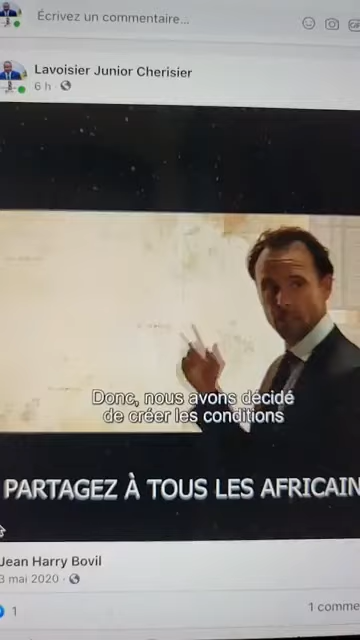 Écrivez un commentaire...
Lavoisier Junior Cherisier
6 h
Donc, nous avons décidé
de créer les conditions
PARTAGEZ À TOUS LES AFRICAIN
Jean Harry Bovil
3 mai 2020
1
1 comme